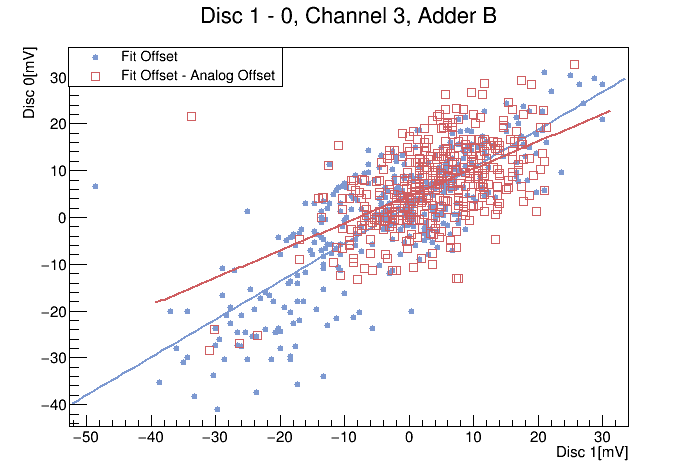 Disc 1 - 0, Channel 3, Adder B
Disc 0[mV]
Fit Offset
Fit Offset - Analog Offset
30
20
10
0
−10
−20
−30
−40
−50 −40 −30 −20 −10 0 10 20 30
Disc 1[mV]